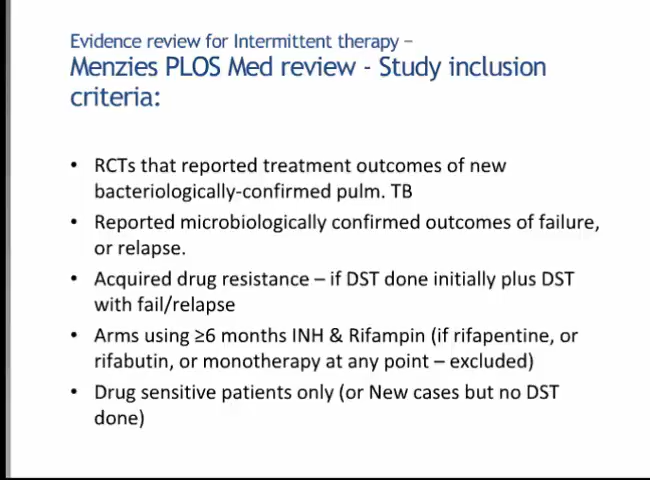 Evidence review for Intermittent therapy –
Menzies PLOS Med review - Study inclusion
criteria:
• RCTs that reported treatment outcomes of new
bacteriologically-confirmed pulm. TB
• Reported microbiologically confirmed outcomes of failure,
or relapse.
• Acquired drug resistance – if DST done initially plus DST
with fail/relapse
• Arms using ≥6 months INH & Rifampin (if rifapentine, or
rifabutin, or monotherapy at any point – excluded)
• Drug sensitive patients only (or New cases but no DST
done)